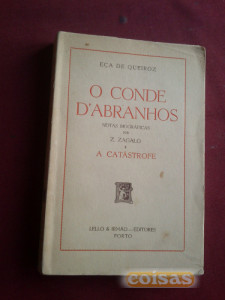 EÇA DE QUEIROZ
O CONDE
D'ABRANHOS
NOTAS BIOGRÁFICAS
POR
Z. ZAGALO
E
A CATÁSTROFE
LELLO & IRMÃO - EDITORES
PORTO
coisas